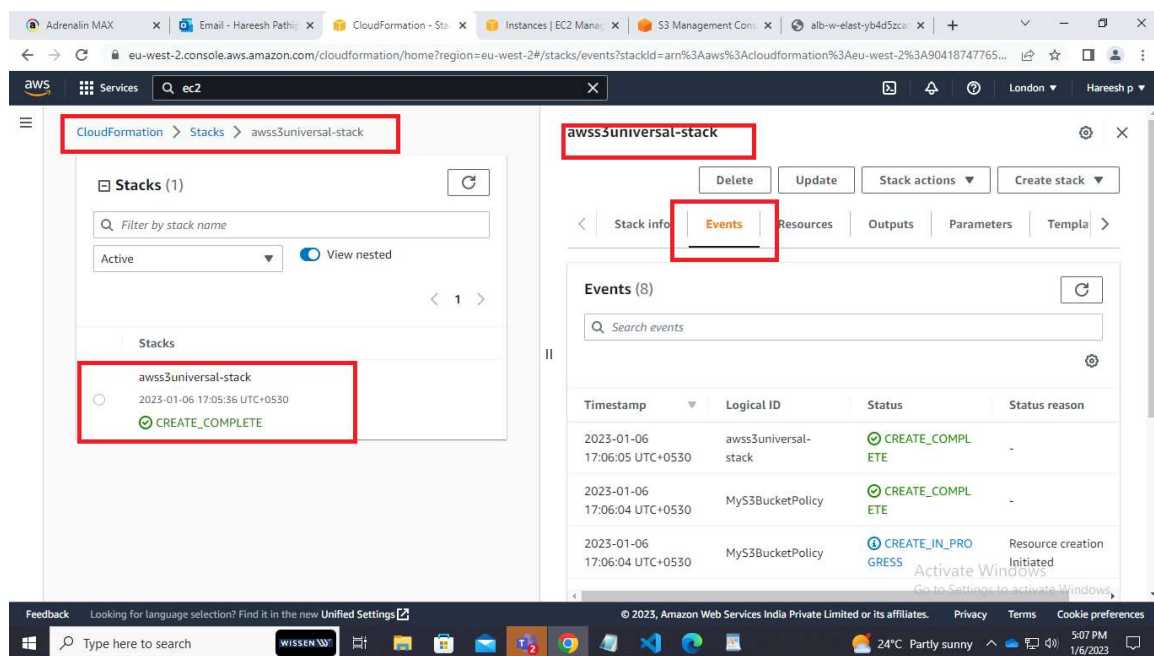 Adrenalin MAX
Email - Hareesh Pathip
CloudFormation - Sta
Instances | EC2 Manag
S3 Management Cons
alb-w-elast-yb4d5zca
eu-west-2.console.aws.amazon.com/cloudformation/home?region=eu-west-2#/stacks/events?stackId=arn%3Aaws%3Acloudformation%3Aeu-west-2%3A90418747765...
aws
Services
ec2
London
Hareesh p
CloudFormation > Stacks > awss3universal-stack
Stacks (1)
Filter by stack name
Active
View nested
< 1 >
Stacks
awss3universal-stack
2023-01-06 17:05:36 UTC+0530
CREATE_COMPLETE
awss3universal-stack
Delete
Update
Stack actions
Create stack
Stack info
Events
Resources
Outputs
Parameters
Templa
Events (8)
Search events
Timestamp
Logical ID
Status
Status reason
2023-01-06
17:06:05 UTC+0530
awss3universal-
stack
CREATE_COMPL
ETE
-
2023-01-06
17:06:04 UTC+0530
MyS3BucketPolicy
CREATE_COMPL
ETE
-
2023-01-06
17:06:04 UTC+0530
MyS3BucketPolicy
CREATE_IN_PRO
GRESS
Resource creation
Initiated
Activate Windows
Go to Settings to activate Windows.
Feedback
Looking for language selection? Find it in the new Unified Settings
© 2023, Amazon Web Services India Private Limited or its affiliates.
Privacy
Terms
Cookie preferences
Type here to search
WISSEN
24°C Partly sunny
5:07 PM
1/6/2023